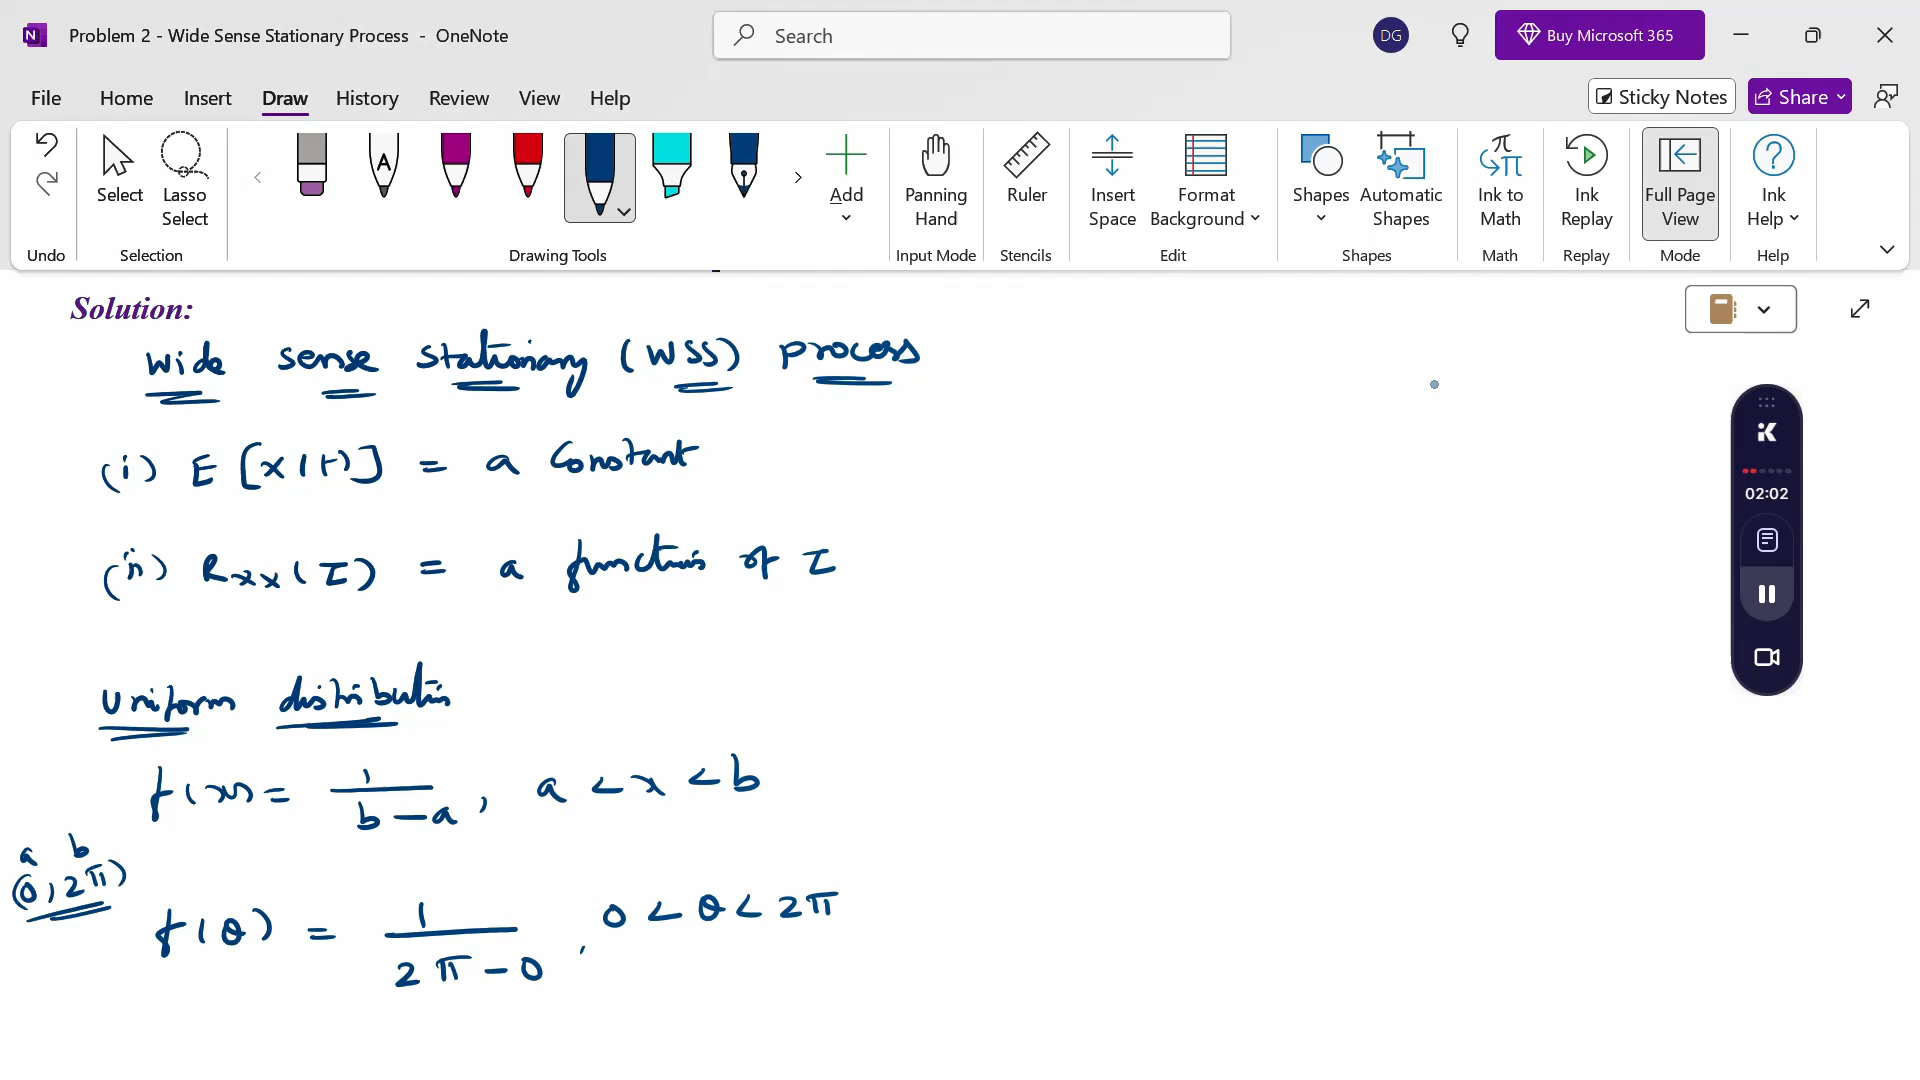 Problem 2 - Wide Sense Stationary Process - OneNote
Search
DG
Buy Microsoft 365
File Home Insert Draw History Review View Help
Sticky Notes
Share
A
Select
Lasso Select
Add
Panning Hand
Ruler
Insert Space
Format Background
Shapes
Automatic Shapes
Ink to Math
Ink Replay
Full Page View
Ink Help
Undo Selection Drawing Tools Input Mode Stencils Edit Shapes Math Replay Mode Help
Solution:
Wide sense stationary (WSS) process
(i) E [X(t)] = a constant
(ii) Rxx(τ) = a function of τ
02:02
Uniform distribution
f(x) = 1/(b-a), a < x < b
a b
(0, 2π)
f(θ) = 1/(2π-0), 0 < θ < 2π